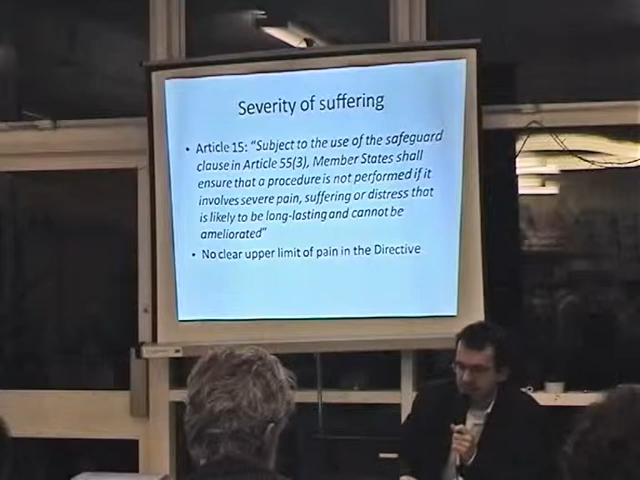 Severity of suffering
• Article 15: "Subject to the use of the safeguard
clause in Article 55(3), Member States shall
ensure that a procedure is not performed if it
involves severe pain, suffering or distress that
is likely to be long-lasting and cannot be
ameliorated"
• No clear upper limit of pain in the Directive